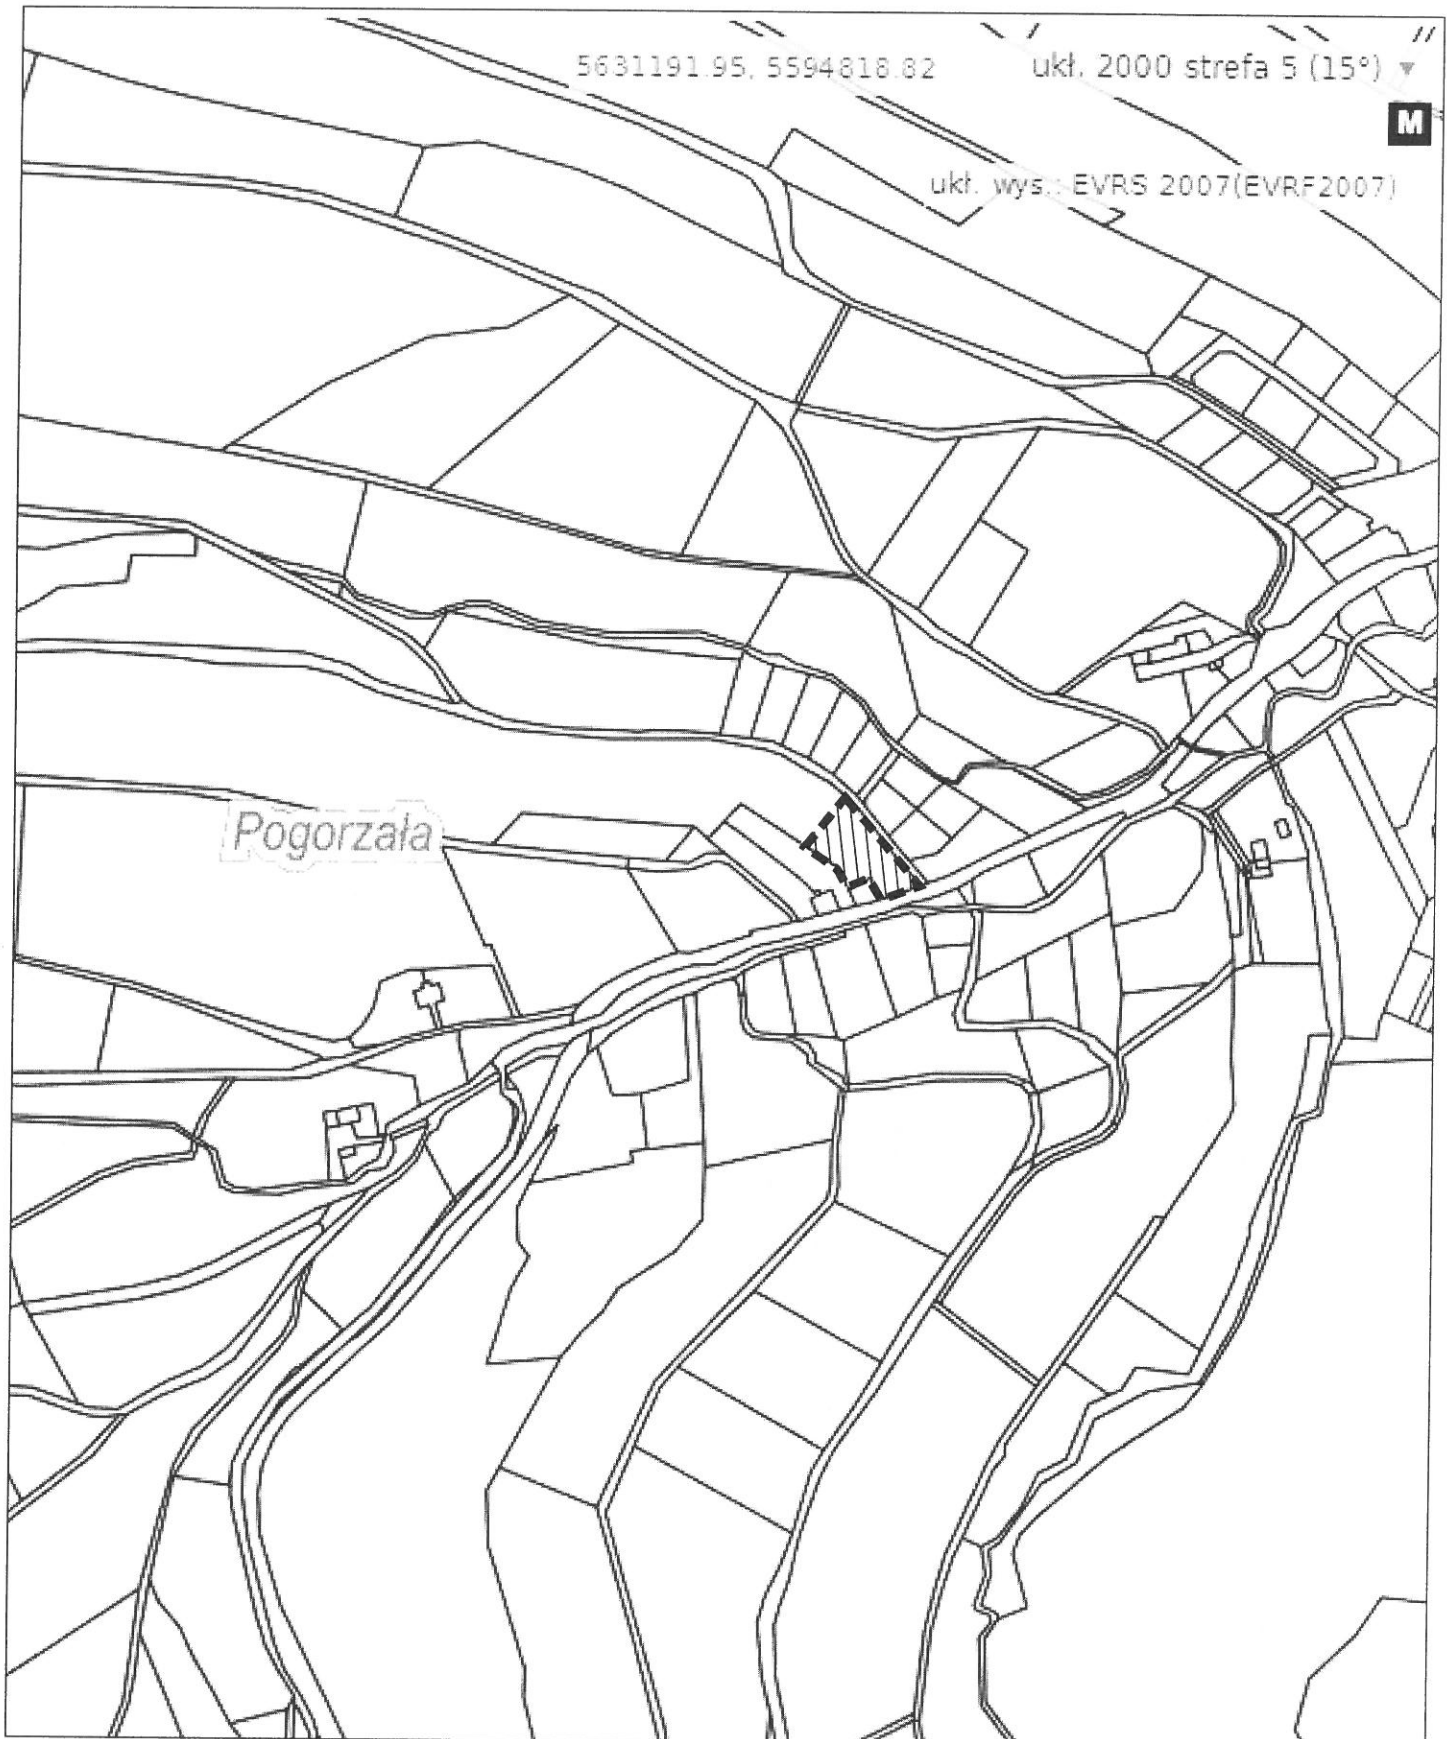 5631191.95, 5594818.82 ukł. 2000 strefa 5 (15°) ▼
M
ukł. wys.: EVRS 2007(EVRF2007)
Pogorzała